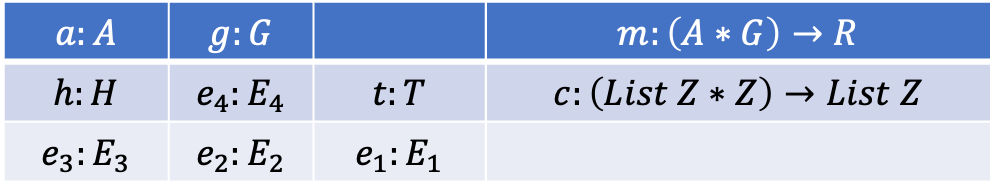 a: A g: G m: (A * G) → R
h: H e₄: E₄ t: T c: (List Z * Z) → List Z
e₃: E₃ e₂: E₂ e₁: E₁